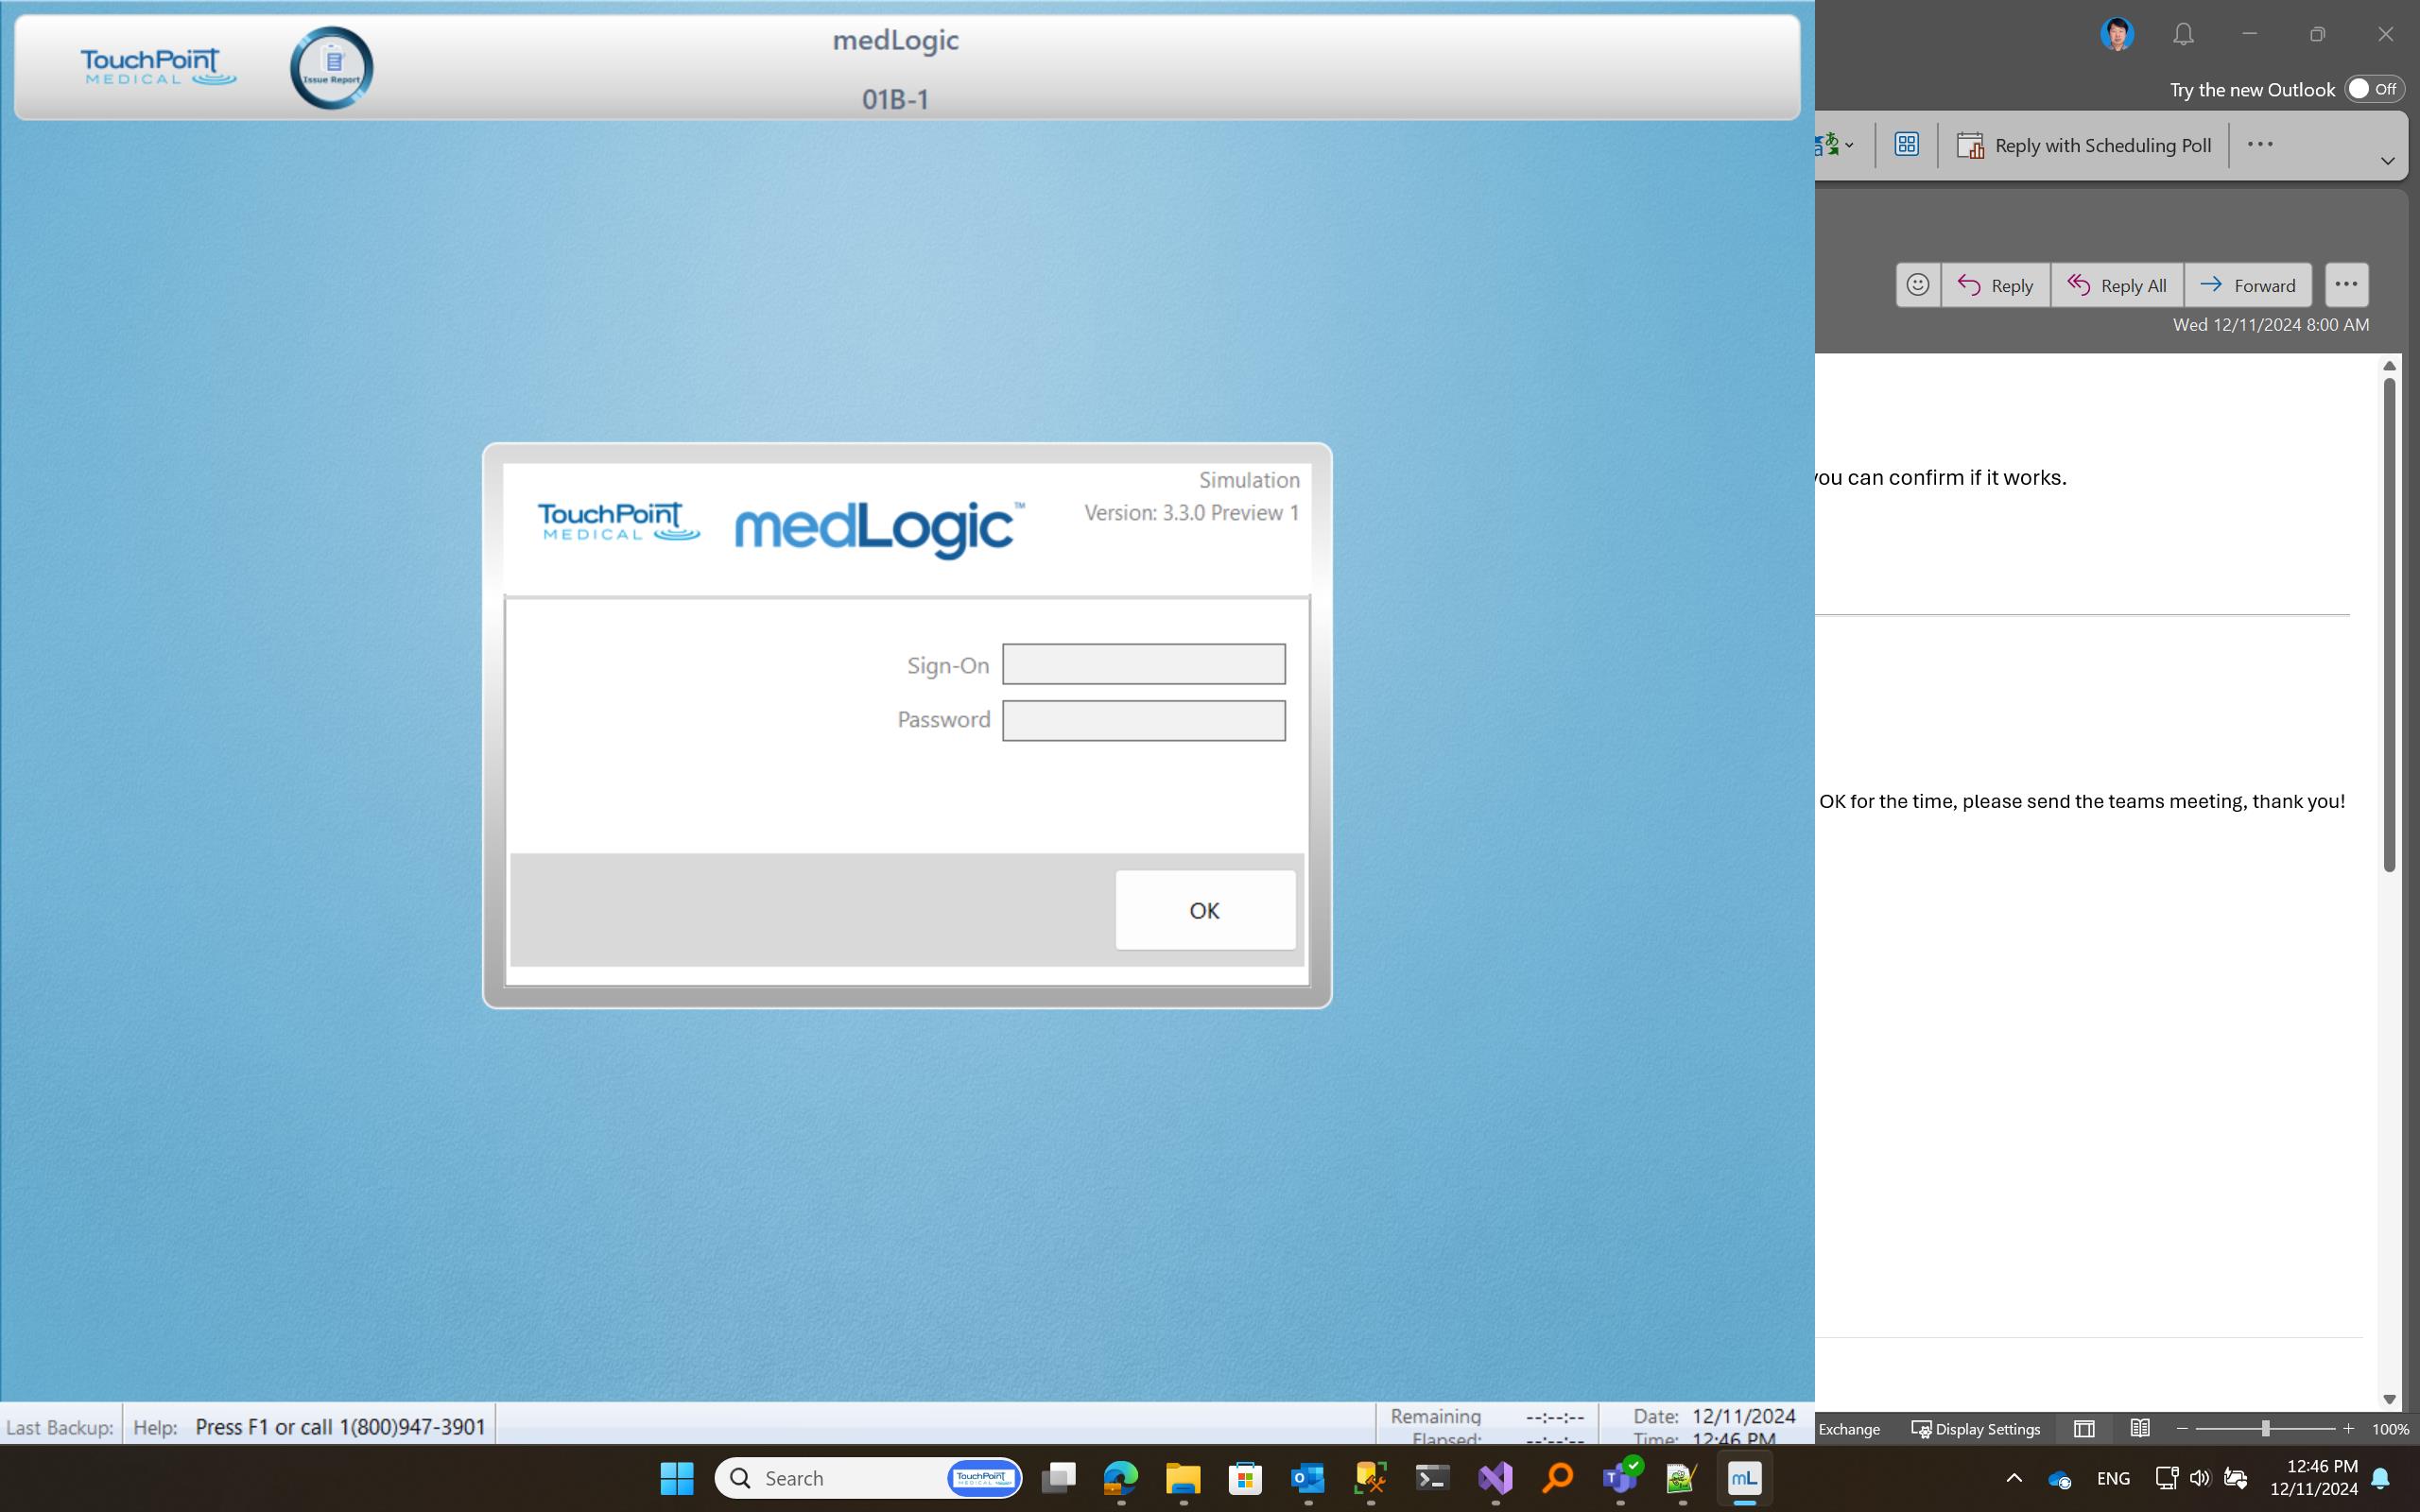 TouchPoint
MEDICAL
Issue Report
medLogic
01B-1
Try the new Outlook
Off
Reply with Scheduling Poll
Reply
Reply All
Forward
Wed 12/11/2024 8:00 AM
you can confirm if it works.
Simulation
TouchPoint
MEDICAL
medLogic™
Version: 3.3.0 Preview 1
Sign-On
Password
OK for the time, please send the teams meeting, thank you!
OK
Last Backup:
Help: Press F1 or call 1(800)947-3901
Remaining --:--:--
Elapsed: --:--:--
Date: 12/11/2024
Time: 12:46 PM
Exchange
Display Settings
100%
Search
TouchPoint
MEDICAL
mL
ENG
12:46 PM
12/11/2024